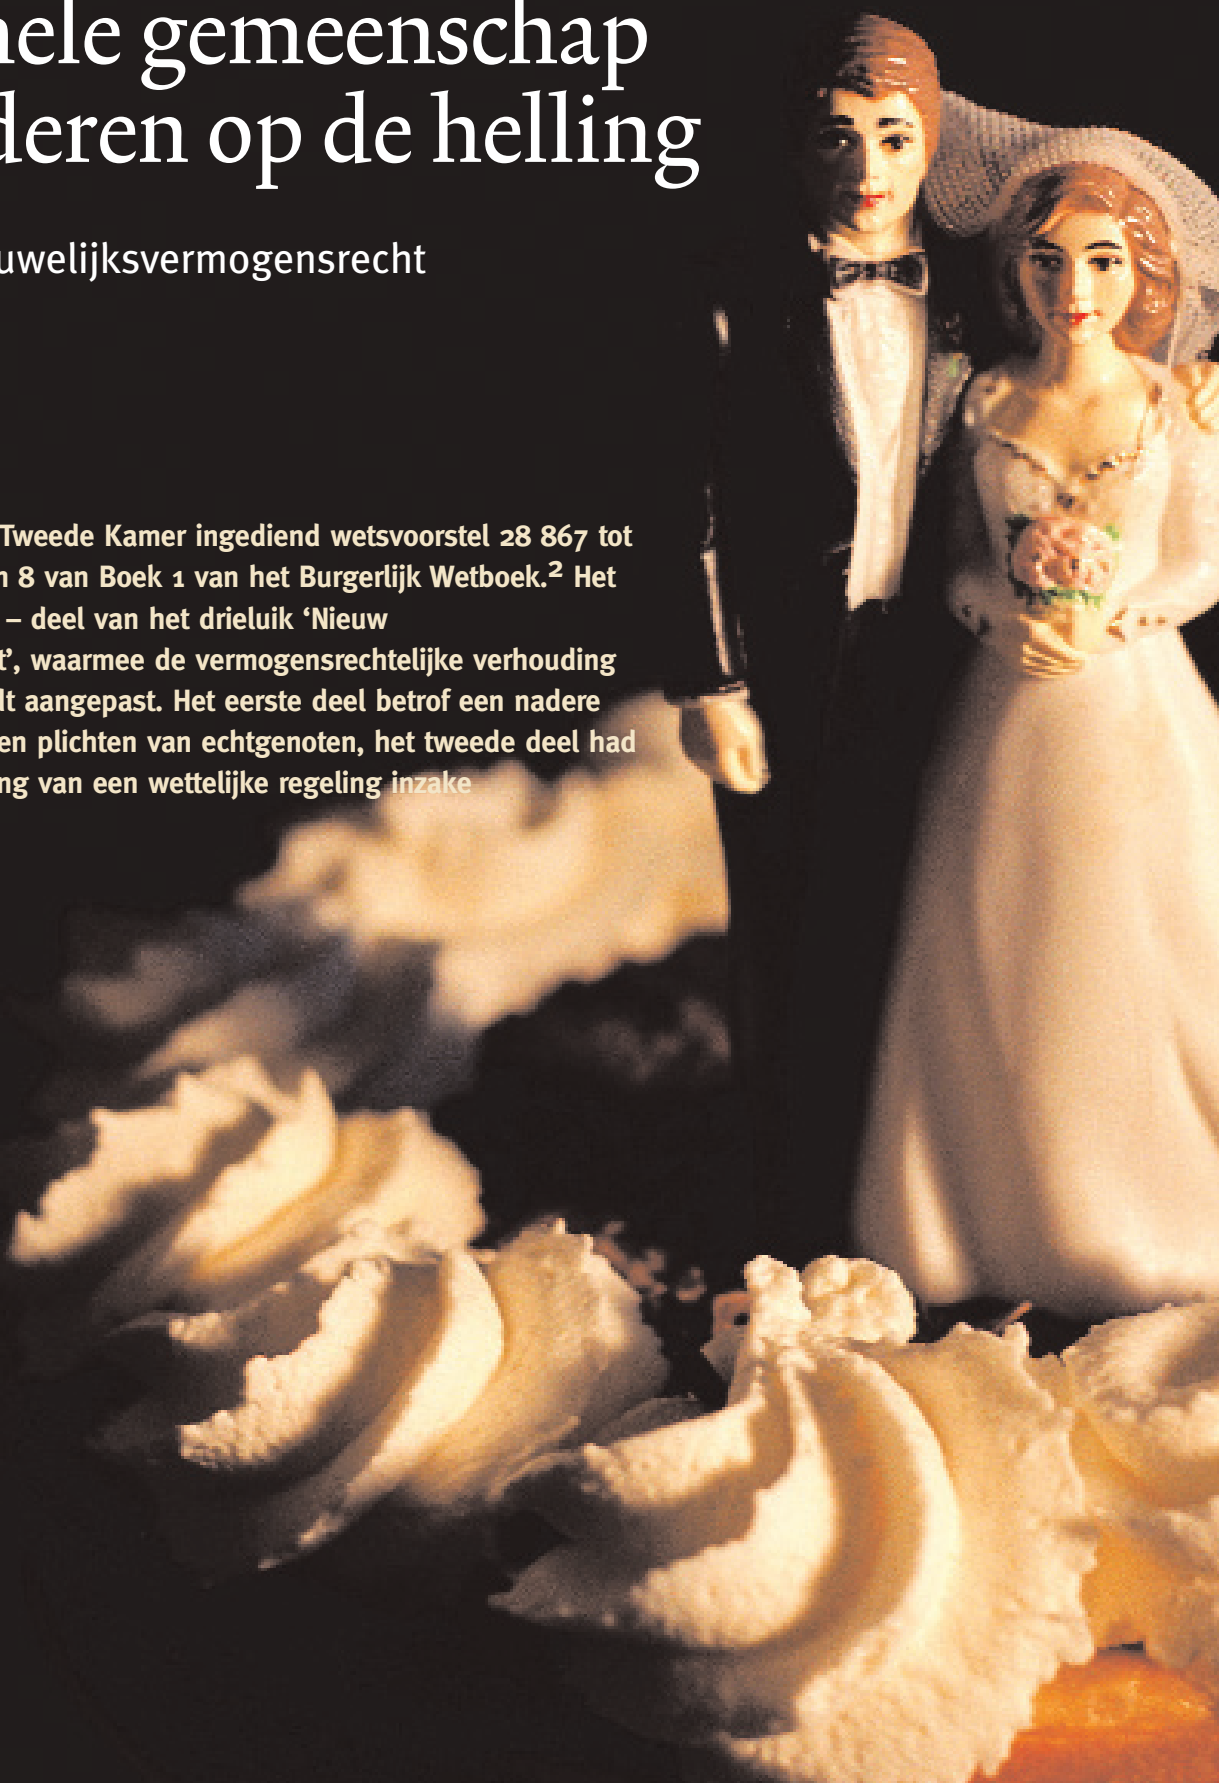 nele gemeenschap
deren op de helling
uwelijksvermogensrecht
Tweede Kamer ingediend wetsvoorstel 28 867 tot
n 8 van Boek 1 van het Burgerlijk Wetboek.² Het
– deel van het drieluik ‘Nieuw
t’, waarmee de vermogensrechtelijke verhouding
dt aangepast. Het eerste deel betrof een nadere
en plichten van echtgenoten, het tweede deel had
ng van een wettelijke regeling inzake